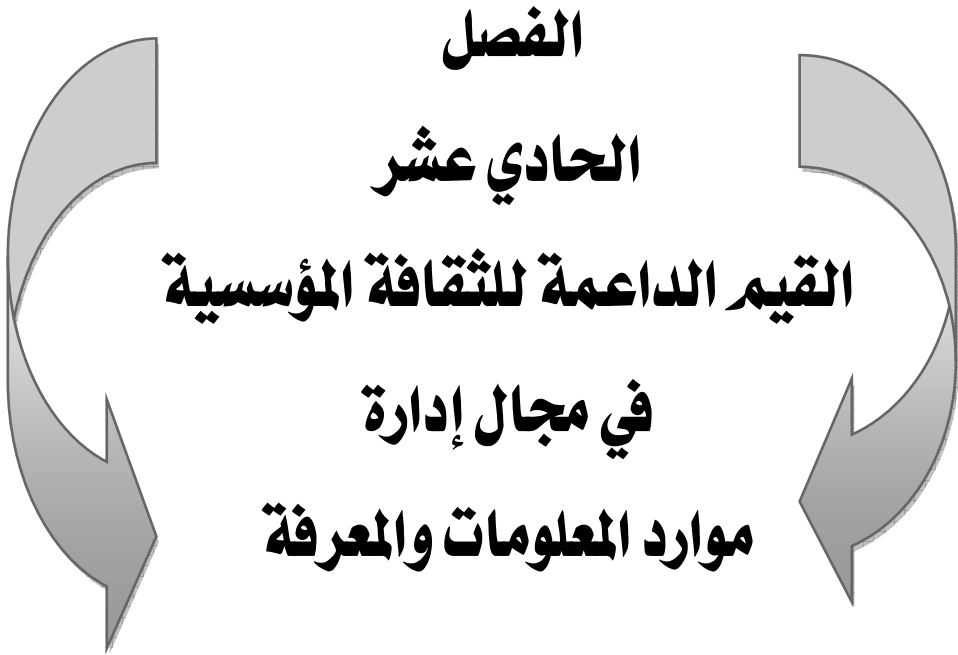 الفصل
الحادي عشر
القيم الداعمة للثقافة المؤسسية
في مجال إدارة
موارد المعلومات والمعرفة